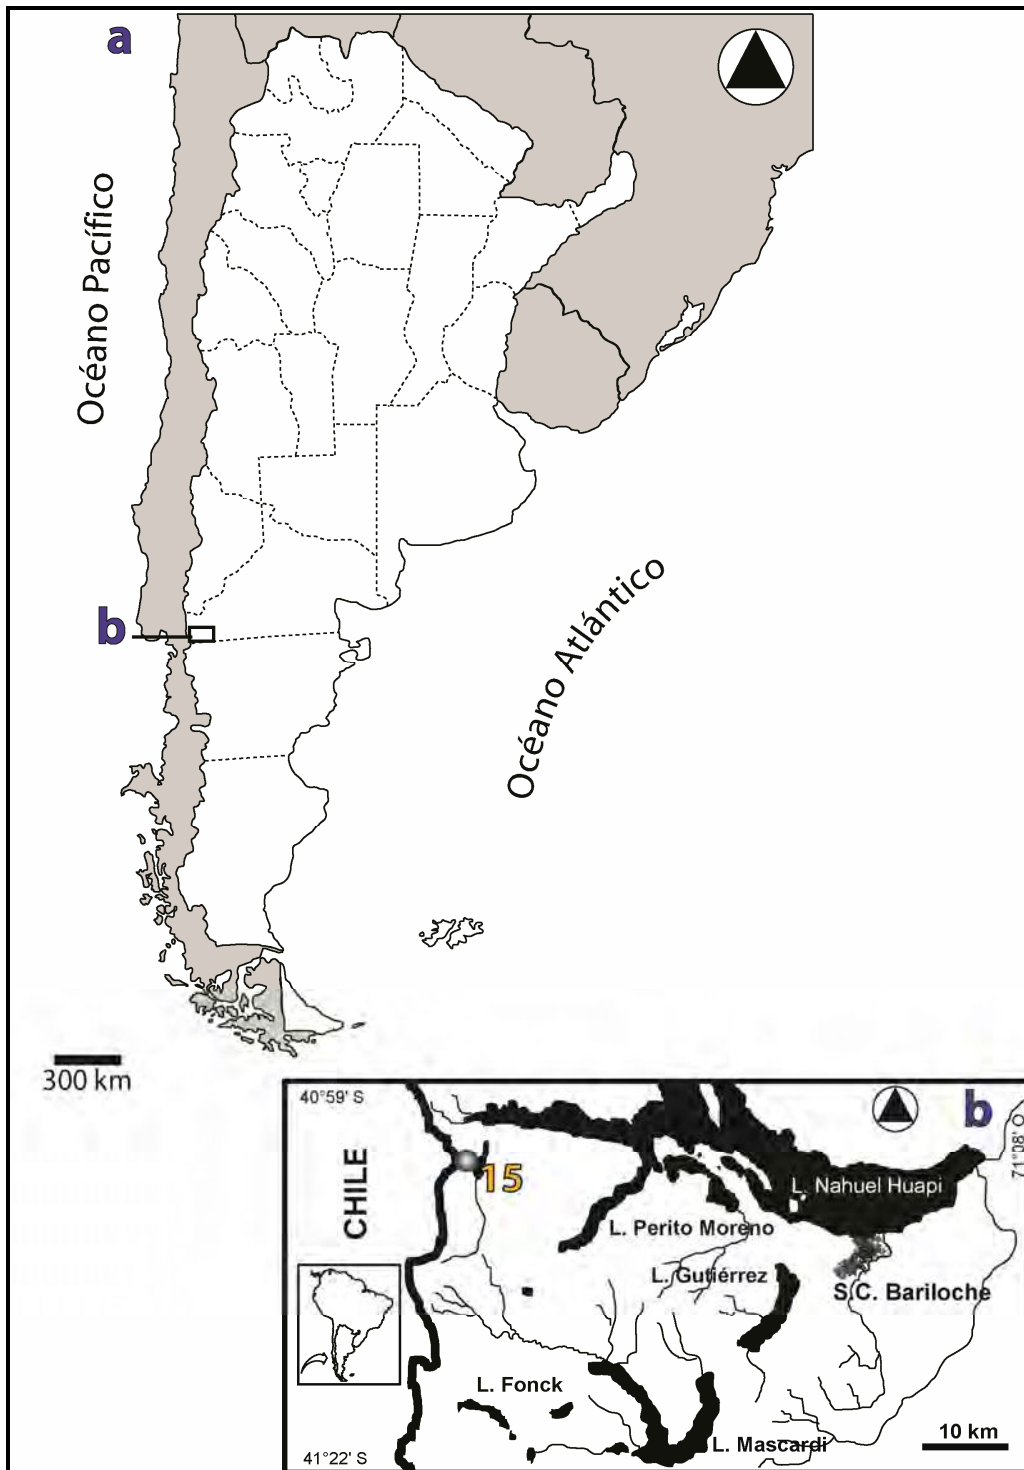 a
Océano Pacífico
Océano Atlántico
b
300 km
40°59' S
b
71°08' O
CHILE
15
L. Nahuel Huapi
L. Perito Moreno
L. Gutiérrez
S.C. Bariloche
L. Fonck
L. Mascardi
10 km
41°22' S